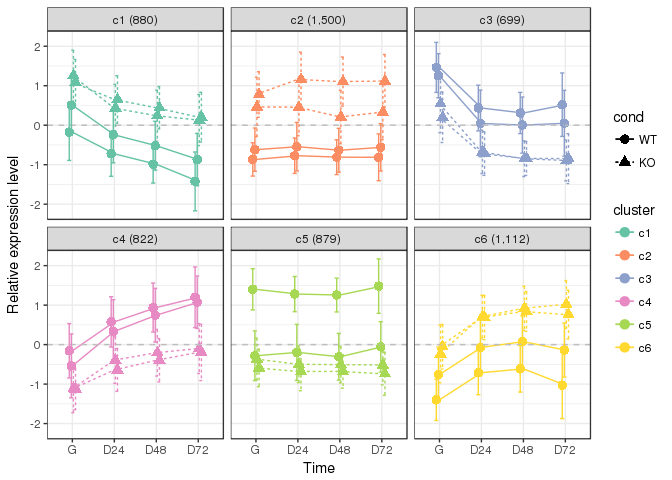 c1 (880) c2 (1,500) c3 (699)
2
1
0
-1
-2
c4 (822) c5 (879) c6 (1,112)
2
1
0
-1
-2
G D24 D48 D72 G D24 D48 D72 G D24 D48 D72
Time
Relative expression level
cond
WT
KO
cluster
c1
c2
c3
c4
c5
c6